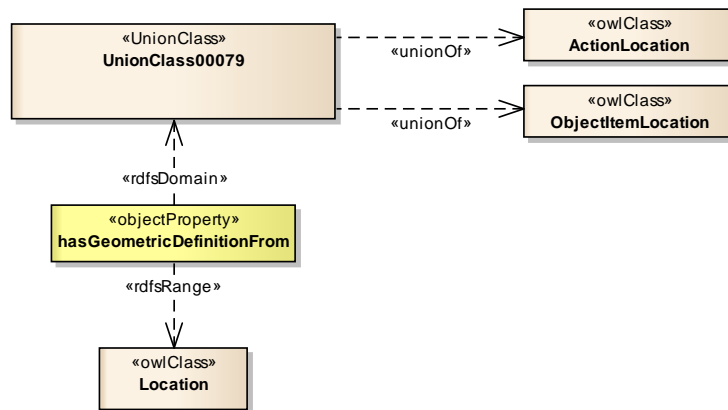 «UnionClass»
UnionClass00079
«unionOf»
«owlClass»
ActionLocation
«unionOf»
«owlClass»
ObjectItemLocation
«rdfsDomain»
«objectProperty»
hasGeometricDefinitionFrom
«rdfsRange»
«owlClass»
Location